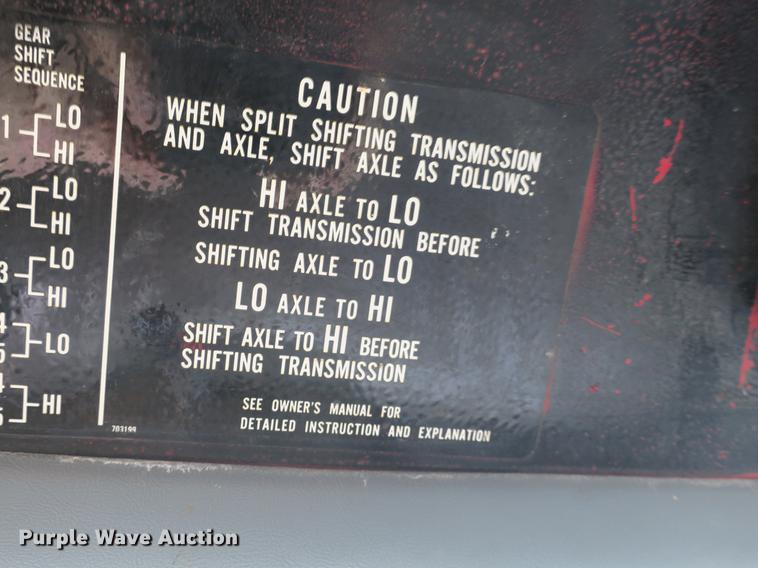 GEAR
SHIFT
SEQUENCE
1 LO
HI
2 LO
HI
3 LO
HI
4
5 LO
4
5 HI
CAUTION
WHEN SPLIT SHIFTING TRANSMISSION
AND AXLE, SHIFT AXLE AS FOLLOWS:
HI AXLE TO LO
SHIFT TRANSMISSION BEFORE
SHIFTING AXLE TO LO
LO AXLE TO HI
SHIFT AXLE TO HI BEFORE
SHIFTING TRANSMISSION
SEE OWNER'S MANUAL FOR
DETAILED INSTRUCTION AND EXPLANATION
703199
Purple Wave Auction